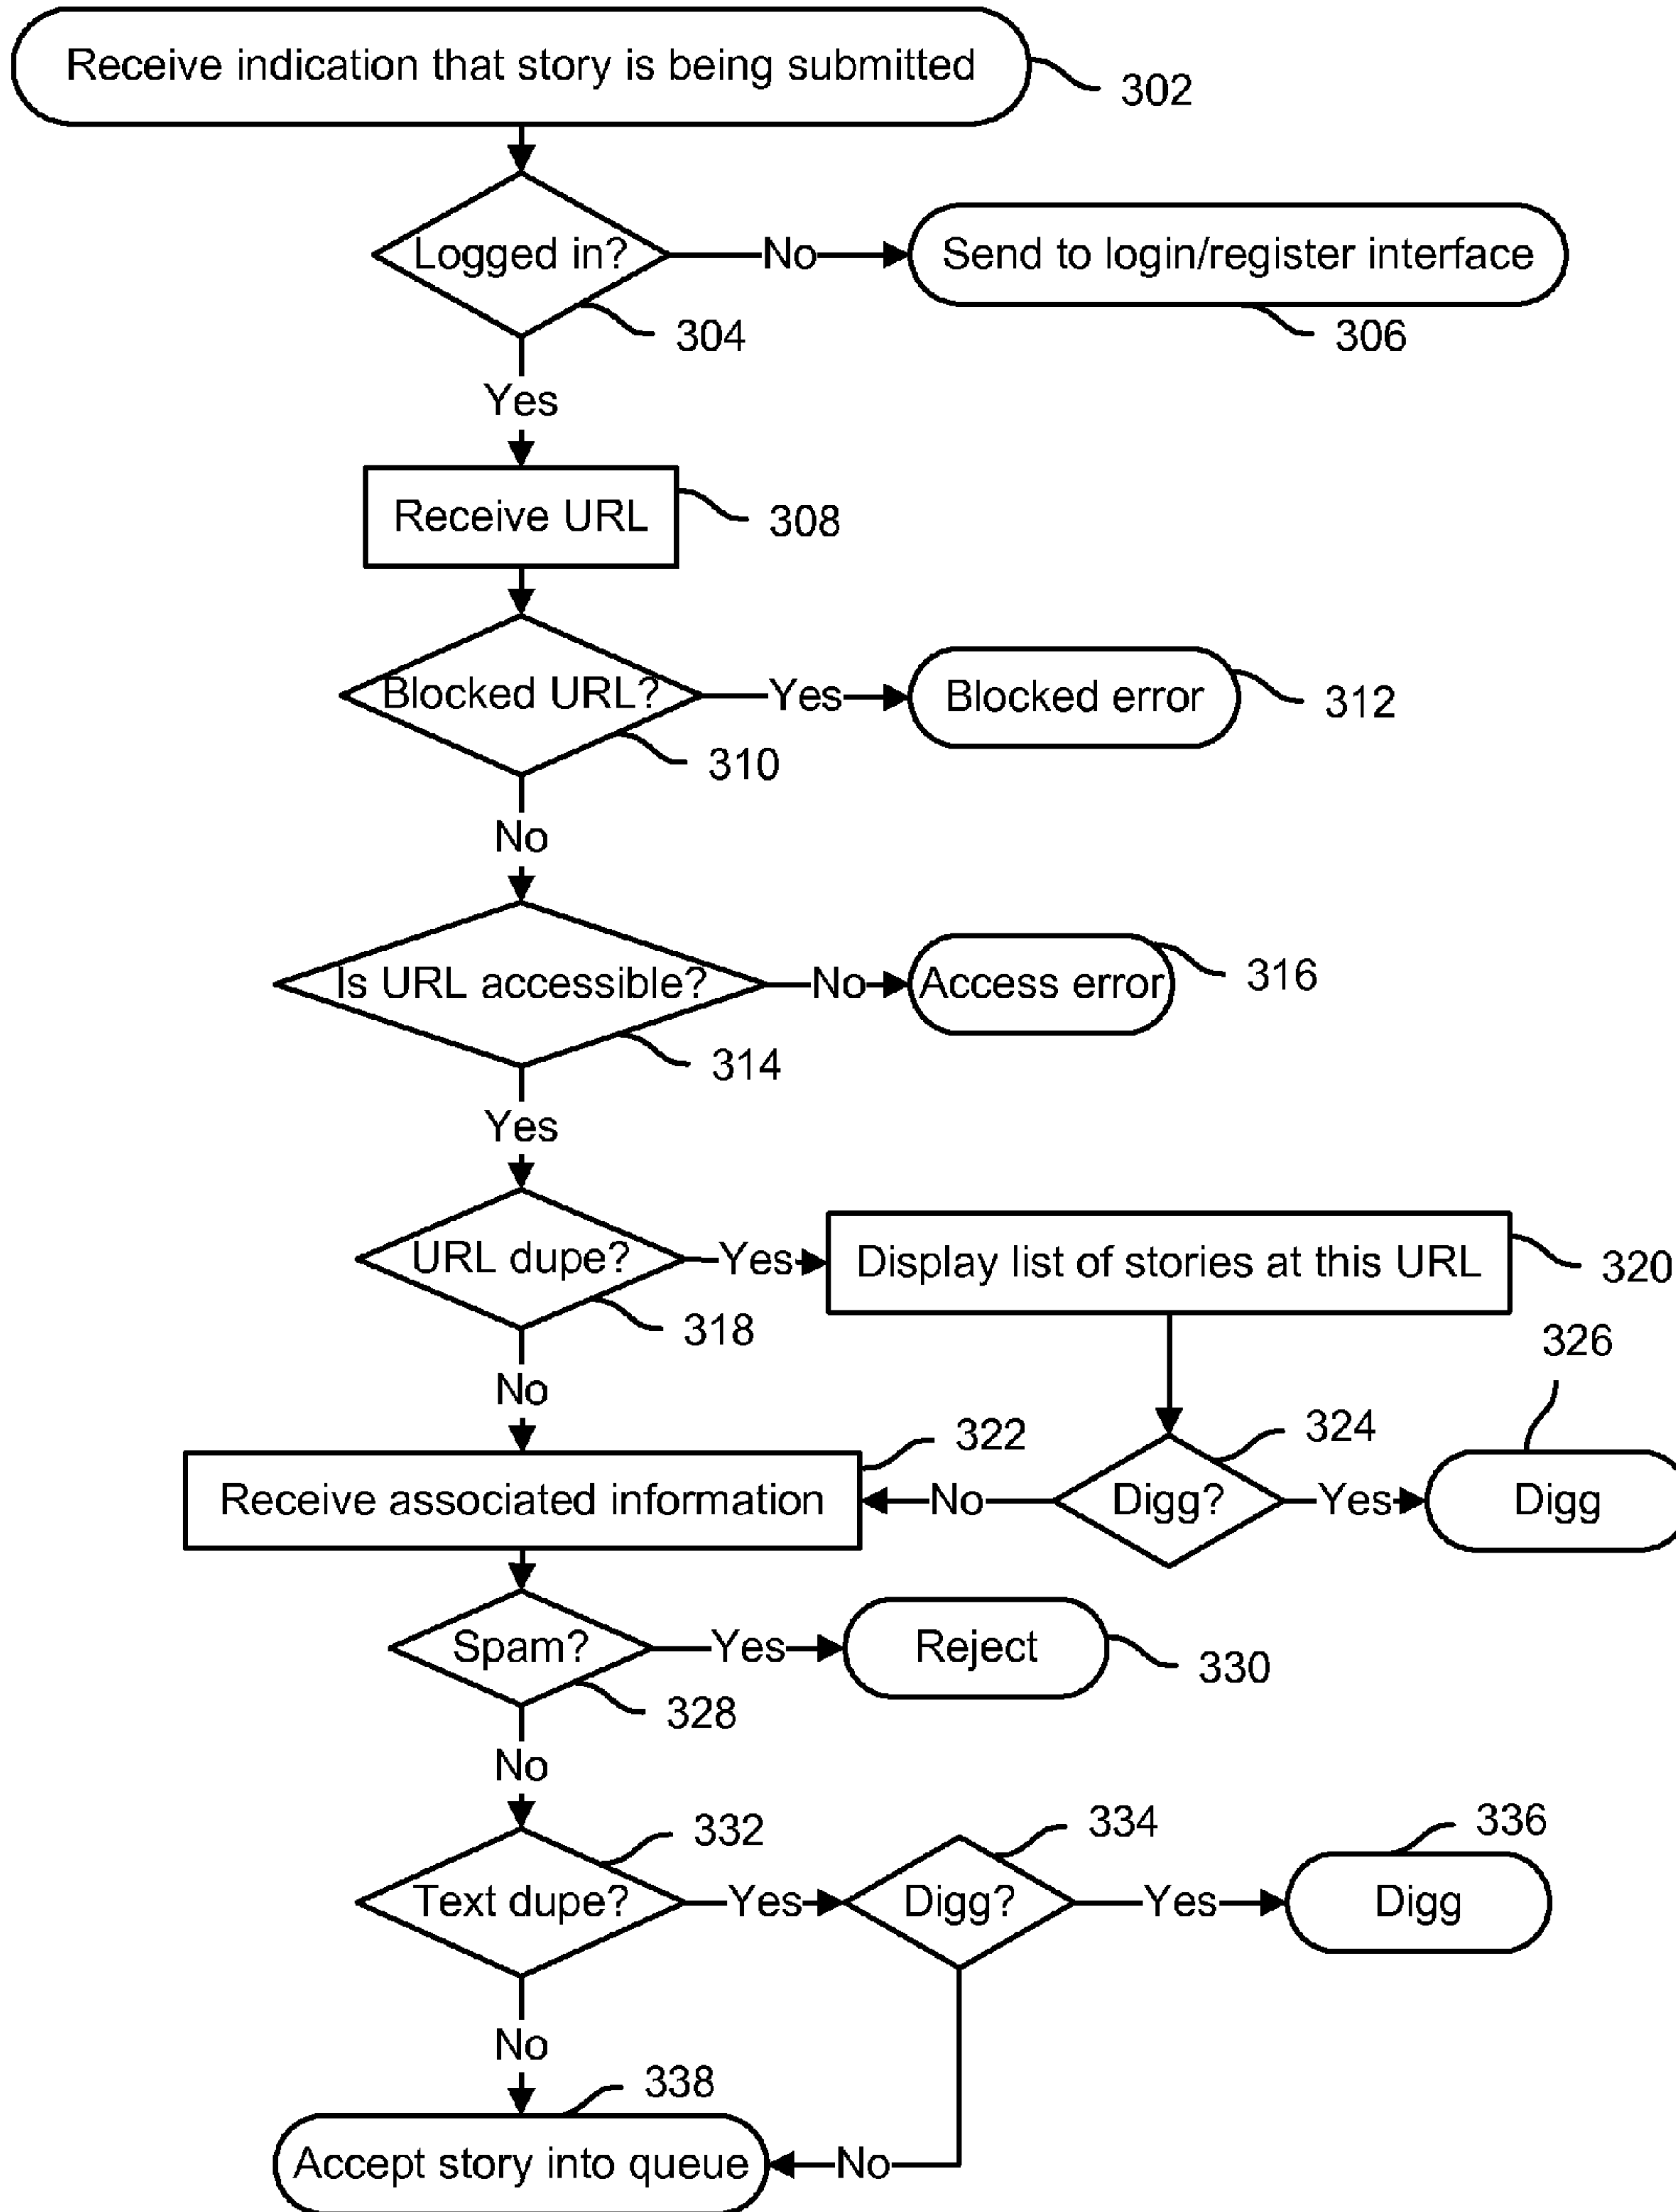 Receive indication that story is being submitted
302
Logged in?
No
Send to login/register interface
304
306
Yes
Receive URL
308
Blocked URL?
Yes
Blocked error
312
310
No
Is URL accessible?
No
Access error
316
314
Yes
URL dupe?
Yes
Display list of stories at this URL
320
318
326
No
322
324
Receive associated information
No
Digg?
Yes
Digg
Spam?
Yes
Reject
330
328
No
332
334
336
Text dupe?
Yes
Digg?
Yes
Digg
No
338
Accept story into queue
No